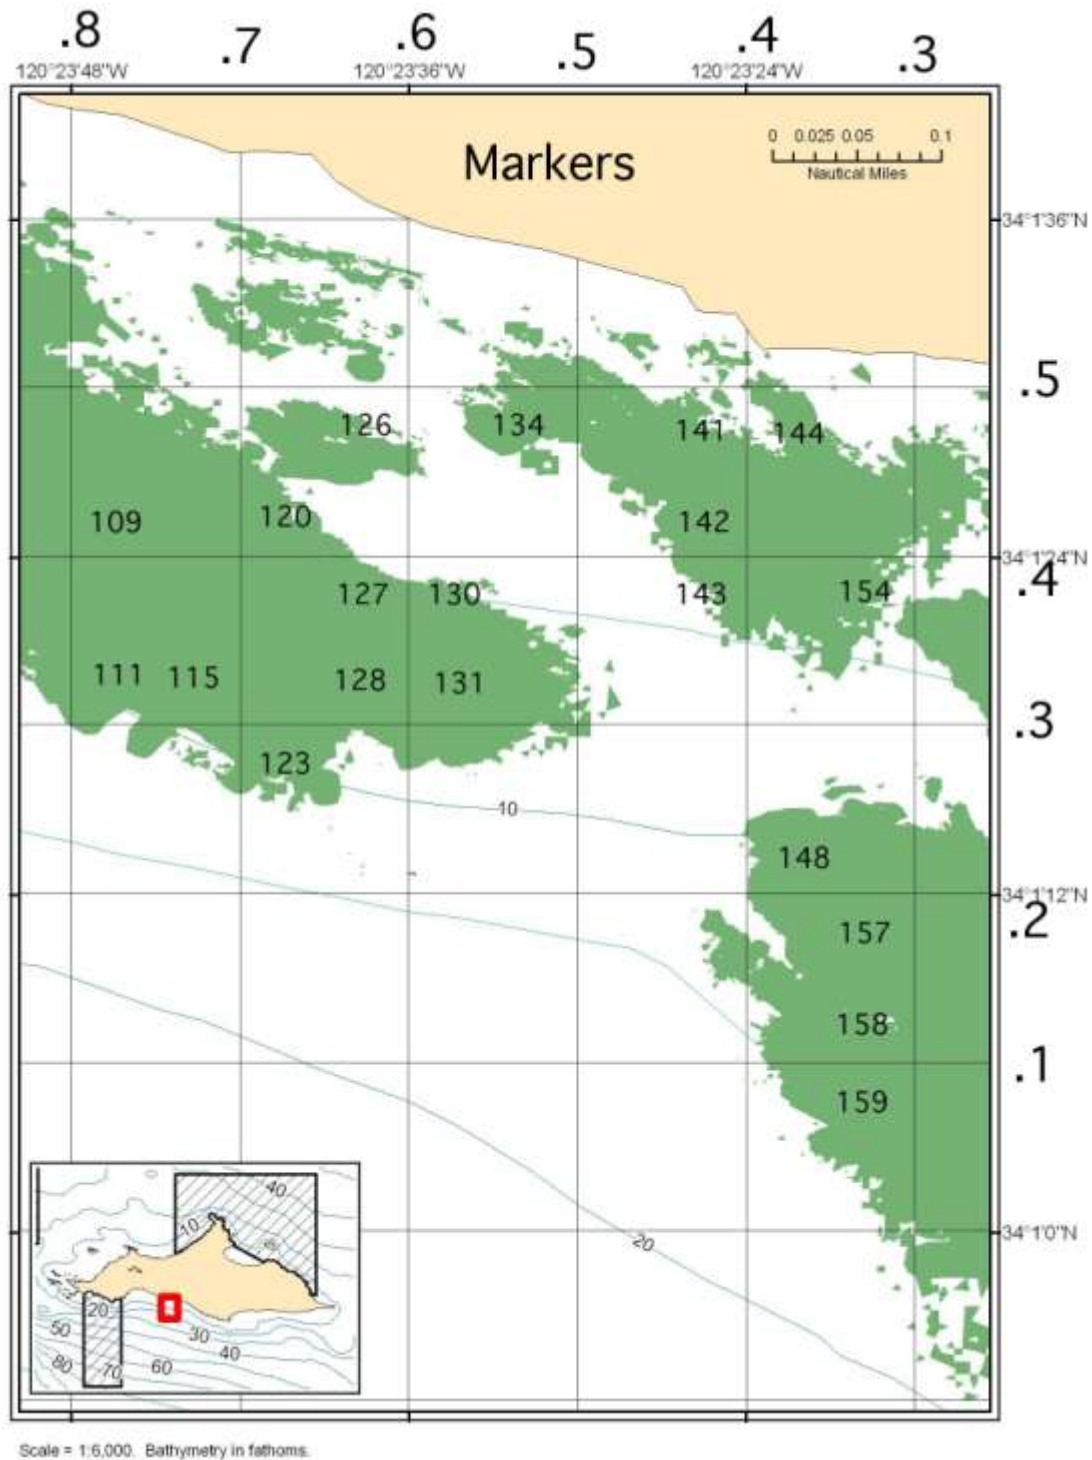 .8 .7 .6 .5 .4 .3
120°23'48"W 120°23'36"W 120°23'24"W
0 0.025 0.05 0.1
Nautical Miles
Markers
34°1'36"N
.5
126 134 141 144
109 120 142
34°1'24"N
.4
127 130 143 154
111 115 128 131
.3
123
10
148
34°1'12"N
.2
157
158
.1
159
34°1'0"N
20
40
10
20
50 30
40
80 70 60
Scale = 1:6,000. Bathymetry in fathoms.